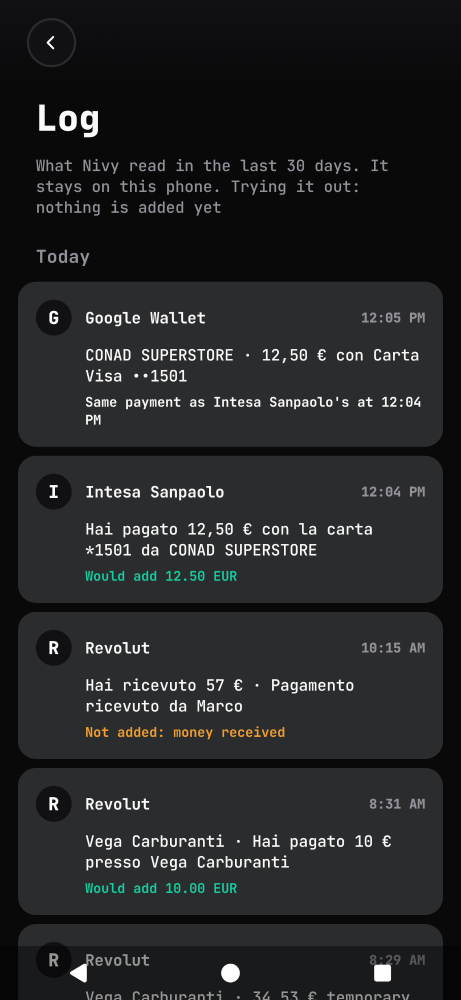 Log
What Nivy read in the last 30 days. It
stays on this phone. Trying it out:
nothing is added yet
Today
G
Google Wallet
12:05 PM
CONAD SUPERSTORE · 12,50 € con Carta
Visa ••1501
Same payment as Intesa Sanpaolo's at 12:04
PM
I
Intesa Sanpaolo
12:04 PM
Hai pagato 12,50 € con la carta
*1501 da CONAD SUPERSTORE
Would add 12.50 EUR
R
Revolut
10:15 AM
Hai ricevuto 57 € · Pagamento
ricevuto da Marco
Not added: money received
R
Revolut
8:31 AM
Vega Carburanti · Hai pagato 10 €
presso Vega Carburanti
Would add 10.00 EUR
R
Revolut
8:29 AM
Vega Carburanti · 34,53 € temporary